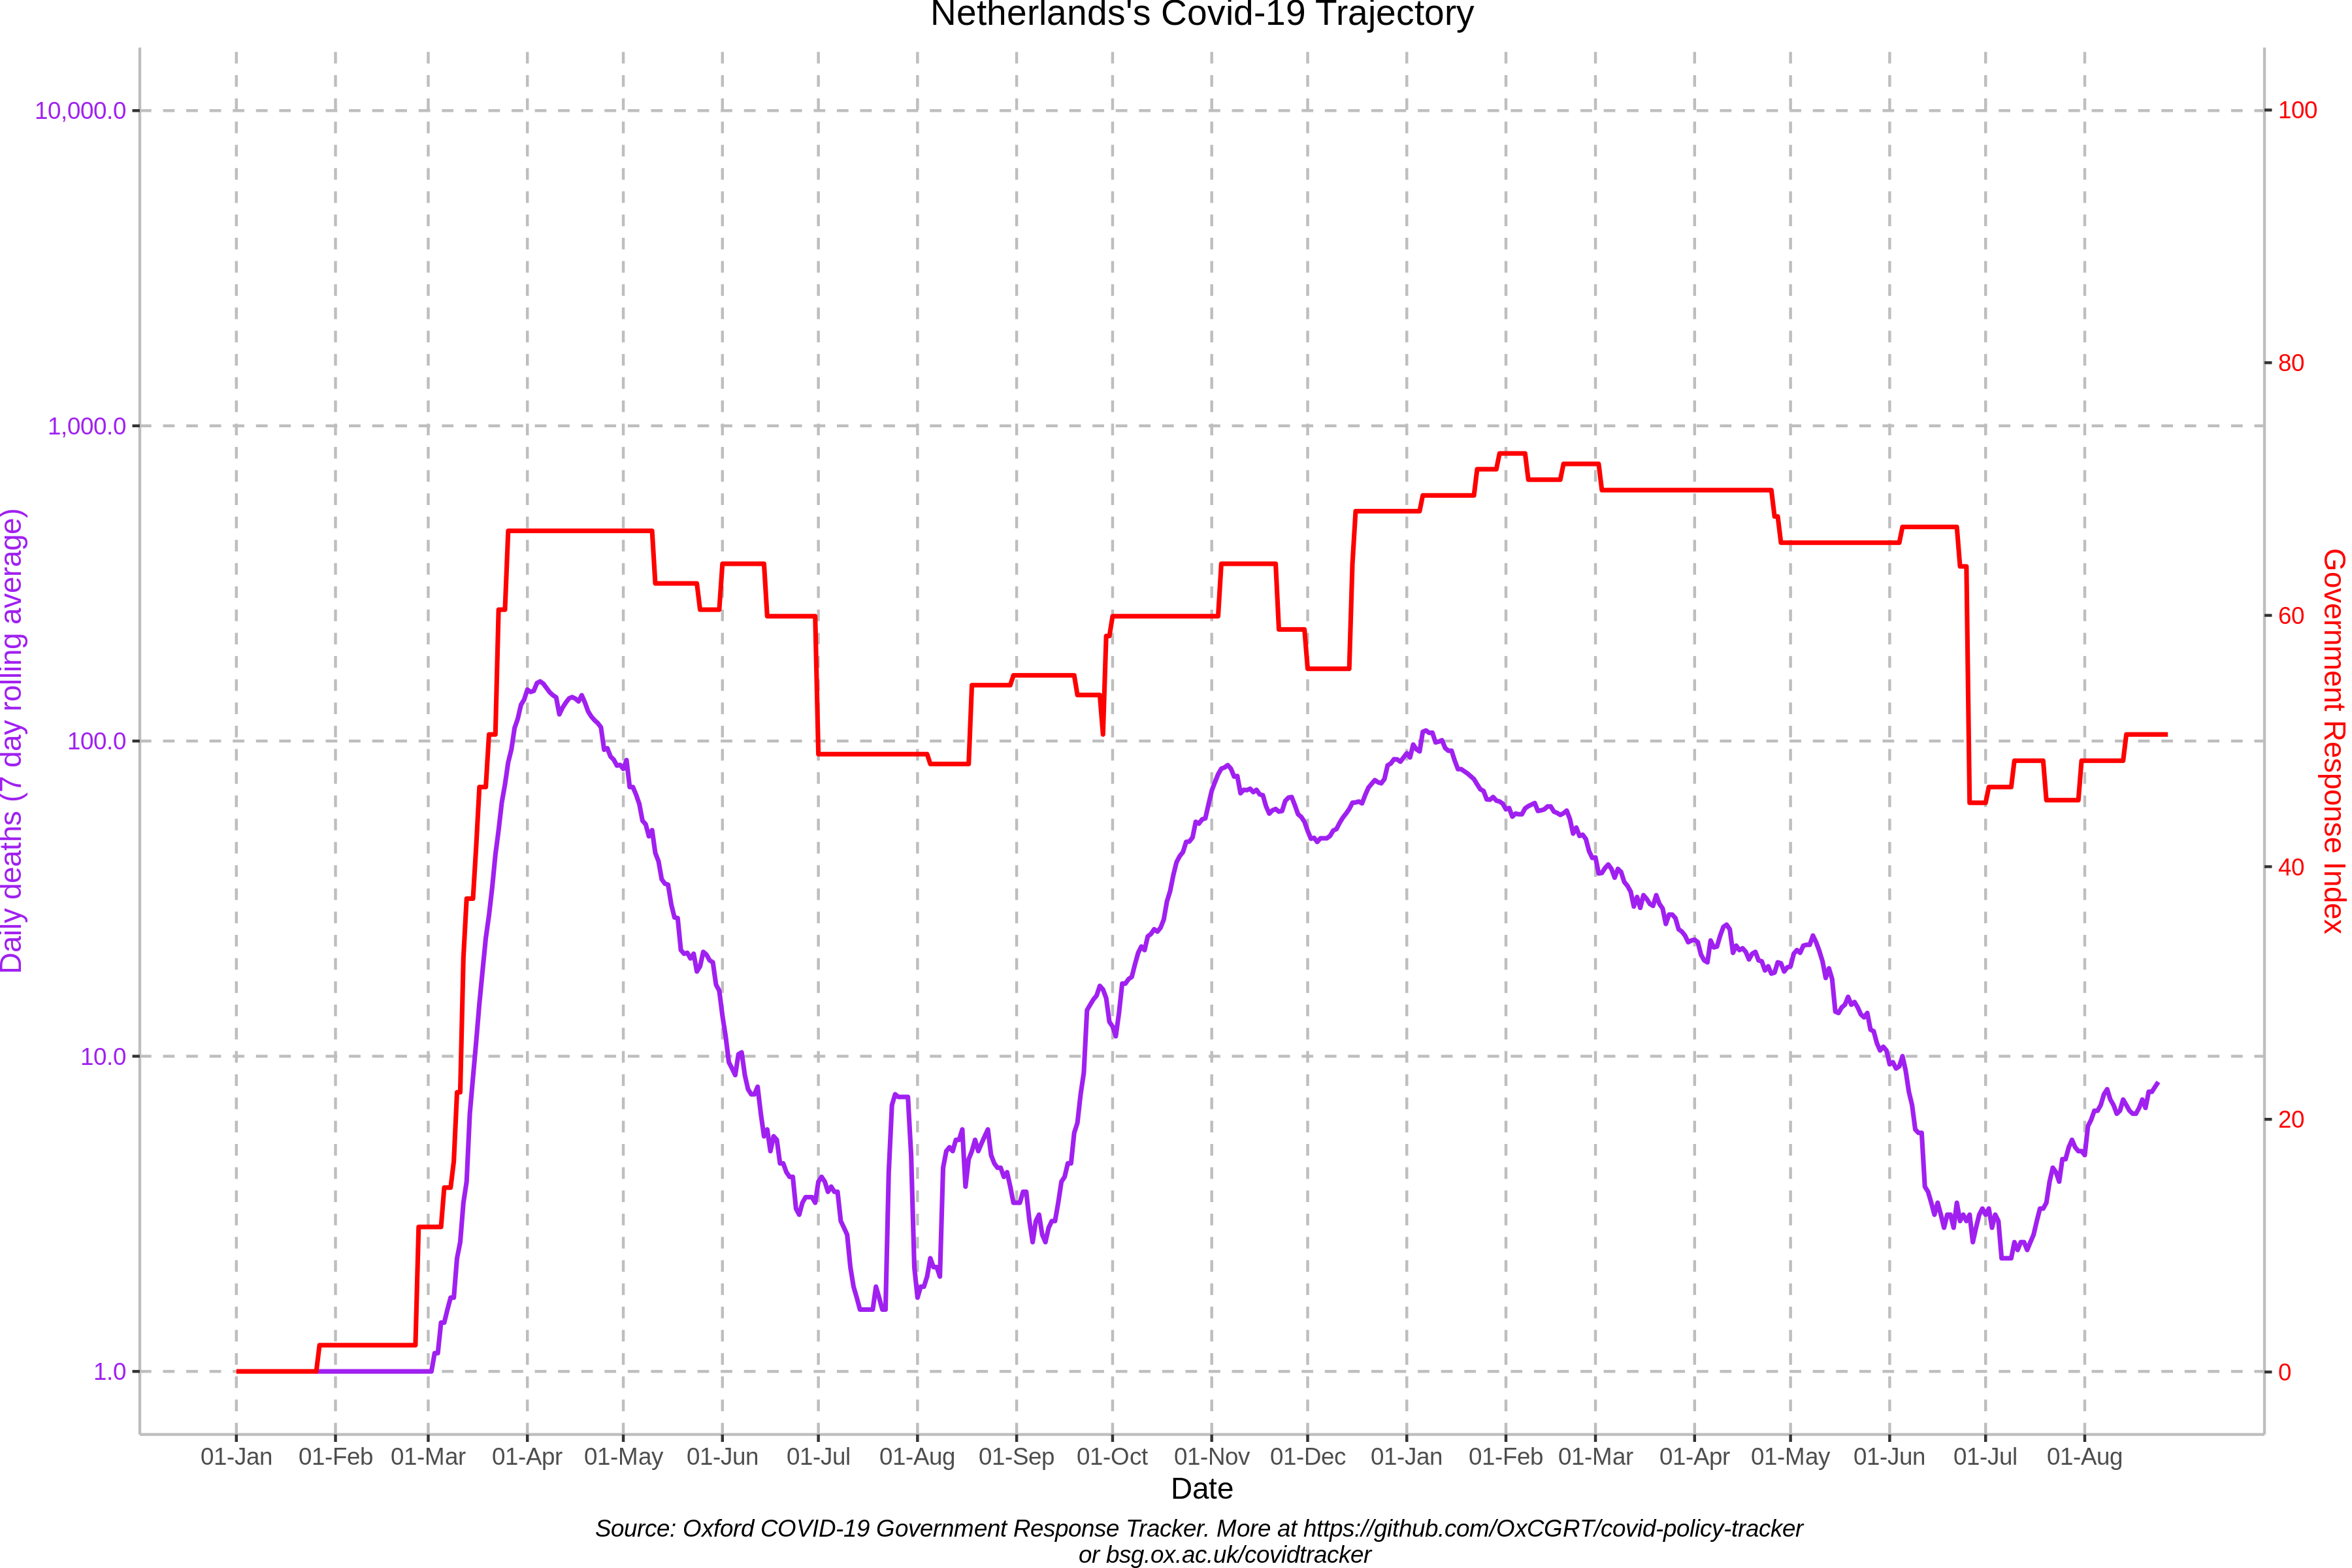 Netherlands's Covid-19 Trajectory
10,000.0
1,000.0
100.0
10.0
1.0
Daily deaths (7 day rolling average)
100
80
60
40
20
0
Government Response Index
01-Jan 01-Feb 01-Mar 01-Apr 01-May 01-Jun 01-Jul 01-Aug 01-Sep 01-Oct 01-Nov 01-Dec 01-Jan 01-Feb 01-Mar 01-Apr 01-May 01-Jun 01-Jul 01-Aug
Date
Source: Oxford COVID-19 Government Response Tracker. More at https://github.com/OxCGRT/covid-policy-tracker
or bsg.ox.ac.uk/covidtracker